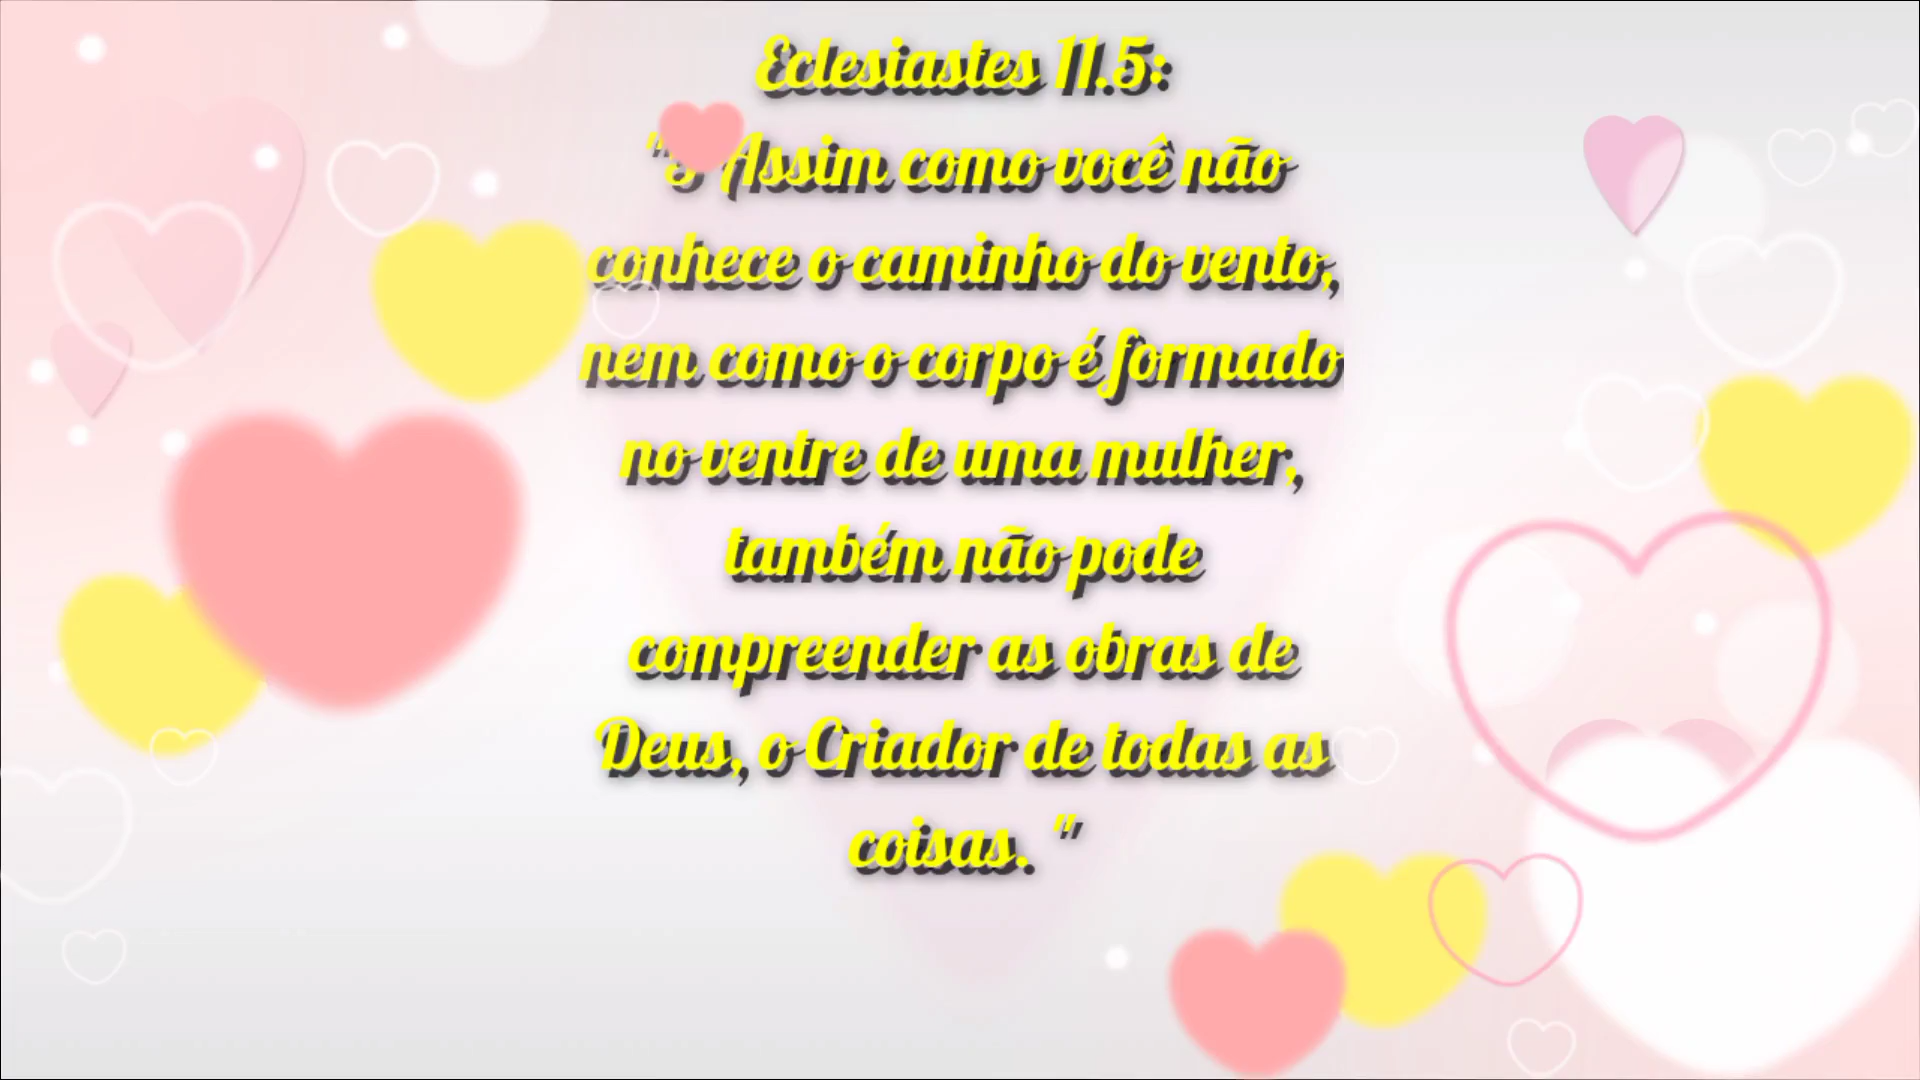 Eclesiastes 11.5:
"5 Assim como você não
conhece o caminho do vento,
nem como o corpo é formado
no ventre de uma mulher,
também não pode
compreender as obras de
Deus, o Criador de todas as
coisas. "